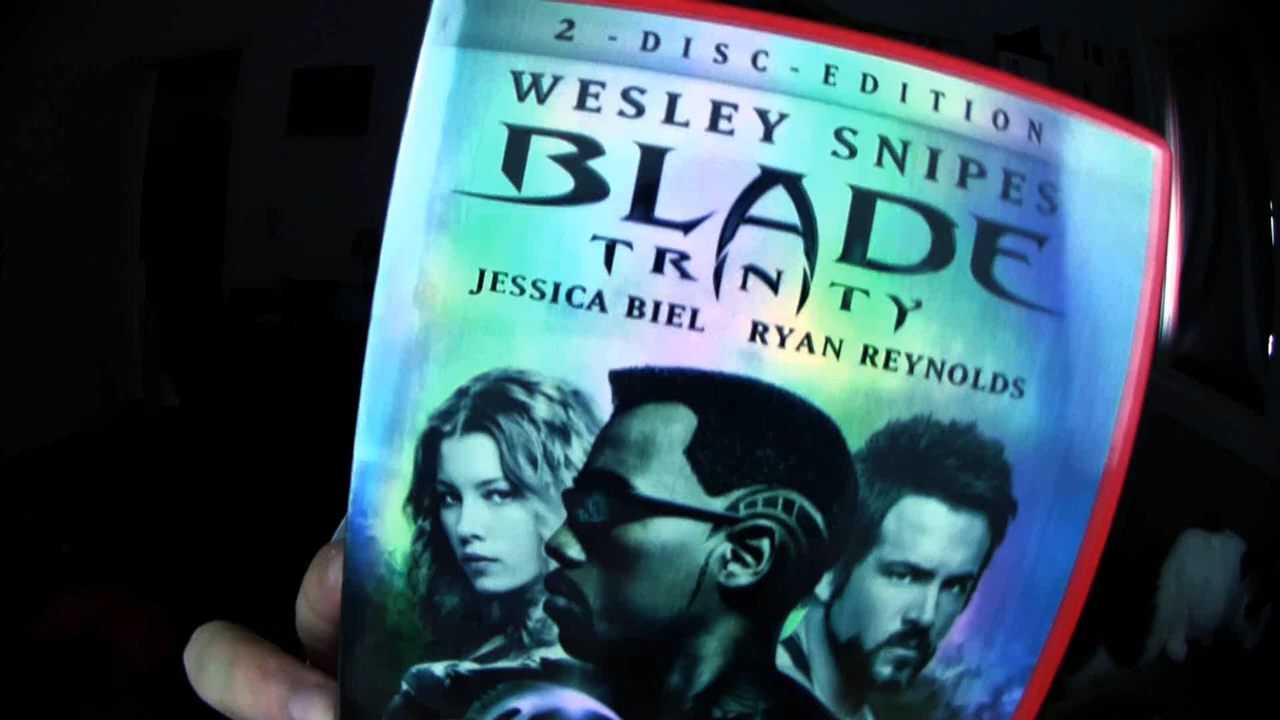 2-DISC-EDITION
WESLEY SNIPES
BLADE
TRINITY
JESSICA BIEL RYAN REYNOLDS